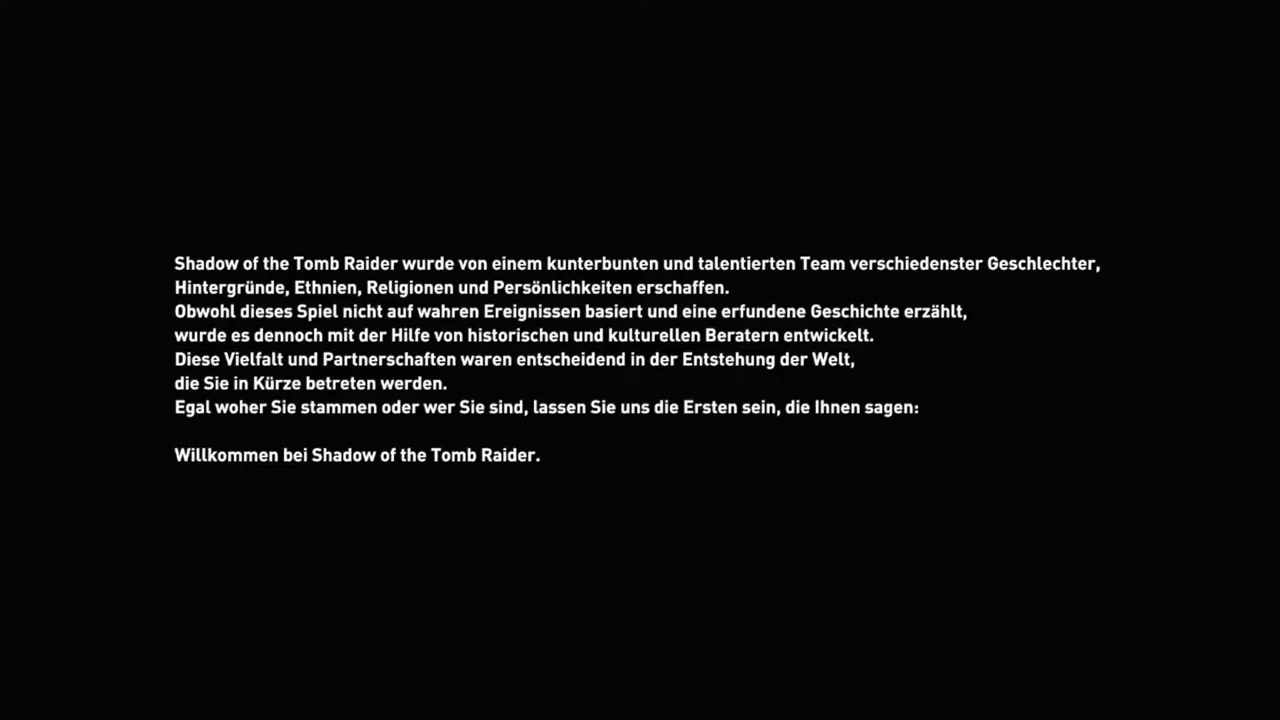 Shadow of the Tomb Raider wurde von einem kunterbunten und talentierten Team verschiedenster Geschlechter,
Hintergründe, Ethnien, Religionen und Persönlichkeiten erschaffen.
Obwohl dieses Spiel nicht auf wahren Ereignissen basiert und eine erfundene Geschichte erzählt,
wurde es dennoch mit der Hilfe von historischen und kulturellen Beratern entwickelt.
Diese Vielfalt und Partnerschaften waren entscheidend in der Entstehung der Welt,
die Sie in Kürze betreten werden.
Egal woher Sie stammen oder wer Sie sind, lassen Sie uns die Ersten sein, die Ihnen sagen:
Willkommen bei Shadow of the Tomb Raider.